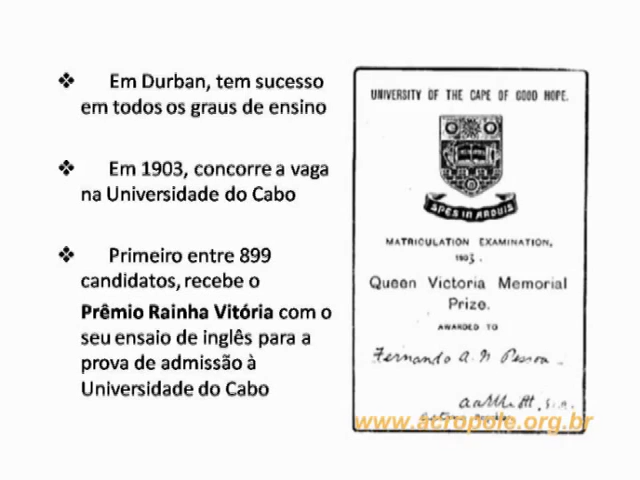 ❖ Em Durban, tem sucesso
em todos os graus de ensino
❖ Em 1903, concorre a vaga
na Universidade do Cabo
❖ Primeiro entre 899
candidatos, recebe o
Prêmio Rainha Vitória com o
seu ensaio de inglês para a
prova de admissão à
Universidade do Cabo
UNIVERSITY OF THE CAPE OF GOOD HOPE.
SPES IN ARDUIS
MATRICULATION EXAMINATION,
1903.
Queen Victoria Memorial
Prize.
AWARDED TO
Fernando A. N. Pessoa
www.acropole.org.br